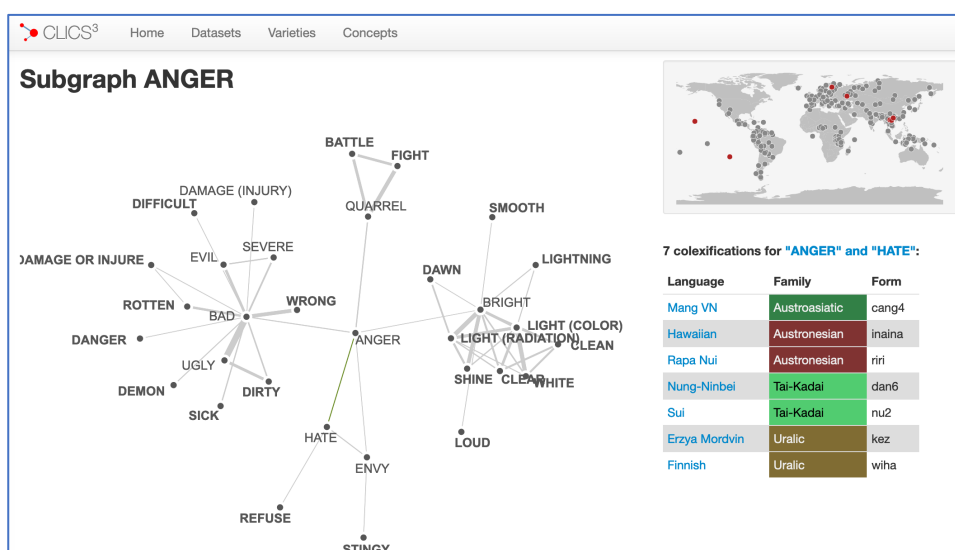 CLICS³ Home Datasets Varieties Concepts
Subgraph ANGER
BATTLE
FIGHT
DAMAGE (INJURY)
DIFFICULT
QUARREL
SMOOTH
SEVERE
EVIL
DAMAGE OR INJURE
LIGHTNING
DAWN
ROTTEN
WRONG
BRIGHT
BAD
LIGHT (COLOR)
DANGER
ANGER
LIGHT (RADIATION)
CLEAN
UGLY
SHINE
CLEAR
WHITE
DEMON
DIRTY
SICK
HATE
LOUD
ENVY
REFUSE
STINGY
7 colexifications for "ANGER" and "HATE":
Language Family Form
Mang VN Austroasiatic cang4
Hawaiian Austronesian inaina
Rapa Nui Austronesian riri
Nung-Ninbei Tai-Kadai dan6
Sui Tai-Kadai nu2
Erzya Mordvin Uralic kez
Finnish Uralic wiha